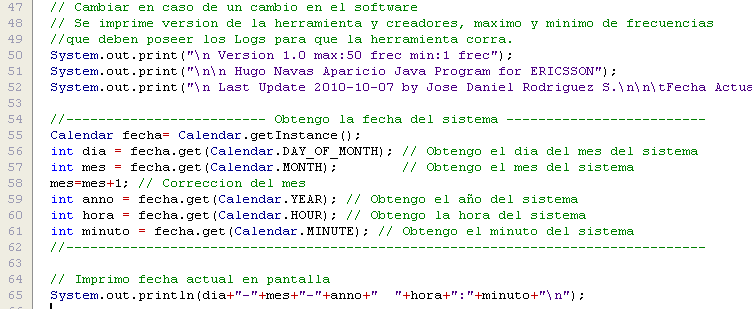 47 // Cambiar en caso de un cambio en el software
48 // Se imprime version de la herramienta y creadores, maximo y minimo de frecuencias
49 //que deben poseer los Logs para que la herramienta corra.
50 System.out.print("\n Version 1.0 max:50 frec min:1 frec");
51 System.out.print("\n\n Hugo Navas Aparicio Java Program for ERICSSON");
52 System.out.print("\n Last Update 2010-10-07 by Jose Daniel Rodriguez S.\n\n\tFecha Actua
53
54 //------------------------- Obtengo la fecha del sistema -------------------------
55 Calendar fecha= Calendar.getInstance();
56 int dia = fecha.get(Calendar.DAY_OF_MONTH); // Obtengo el dia del mes del sistema
57 int mes = fecha.get(Calendar.MONTH); // Obtengo el mes del sistema
58 mes=mes+1; // Correccion del mes
59 int anno = fecha.get(Calendar.YEAR); // Obtengo el año del sistema
60 int hora = fecha.get(Calendar.HOUR); // Obtengo la hora del sistema
61 int minuto = fecha.get(Calendar.MINUTE); // Obtengo el minuto del sistema
62 //--------------------------------------------------------------------------------
63
64 // Imprimo fecha actual en pantalla
65 System.out.println(dia+"-"+mes+"-"+anno+"  "+hora+":"+minuto+"\n");